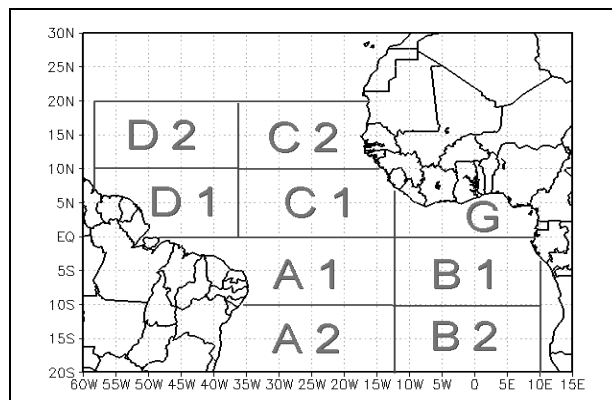 30N
25N
20N
D 2 C 2
15N
10N
D 1 C 1
5N
G
EQ
A 1 B 1
5S
10S
A 2 B 2
15S
20S
60W 55W 50W 45W 40W 35W 30W 25W 20W 15W 10W 5W 0 5E 10E 15E